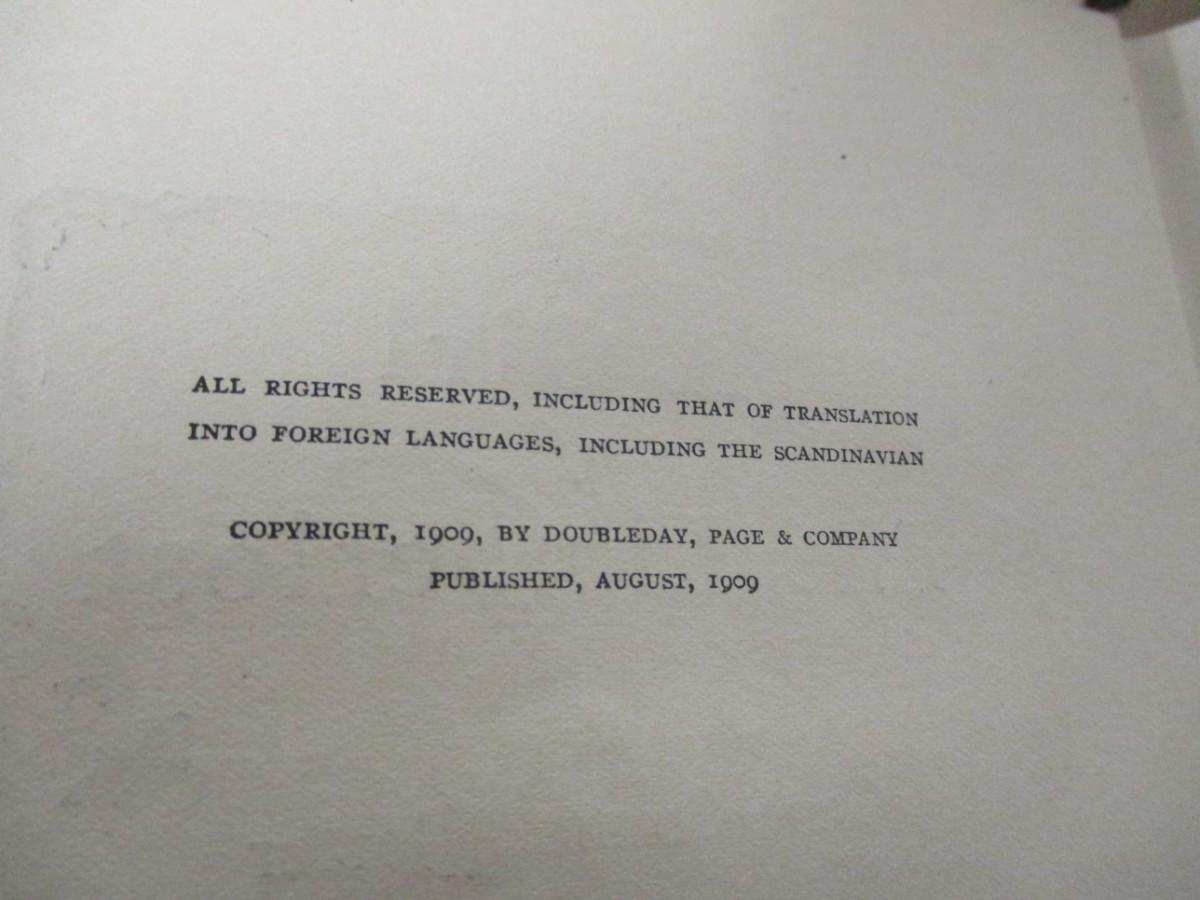 ALL RIGHTS RESERVED, INCLUDING THAT OF TRANSLATION
INTO FOREIGN LANGUAGES, INCLUDING THE SCANDINAVIAN
COPYRIGHT, 1909, BY DOUBLEDAY, PAGE & COMPANY
PUBLISHED, AUGUST, 1909